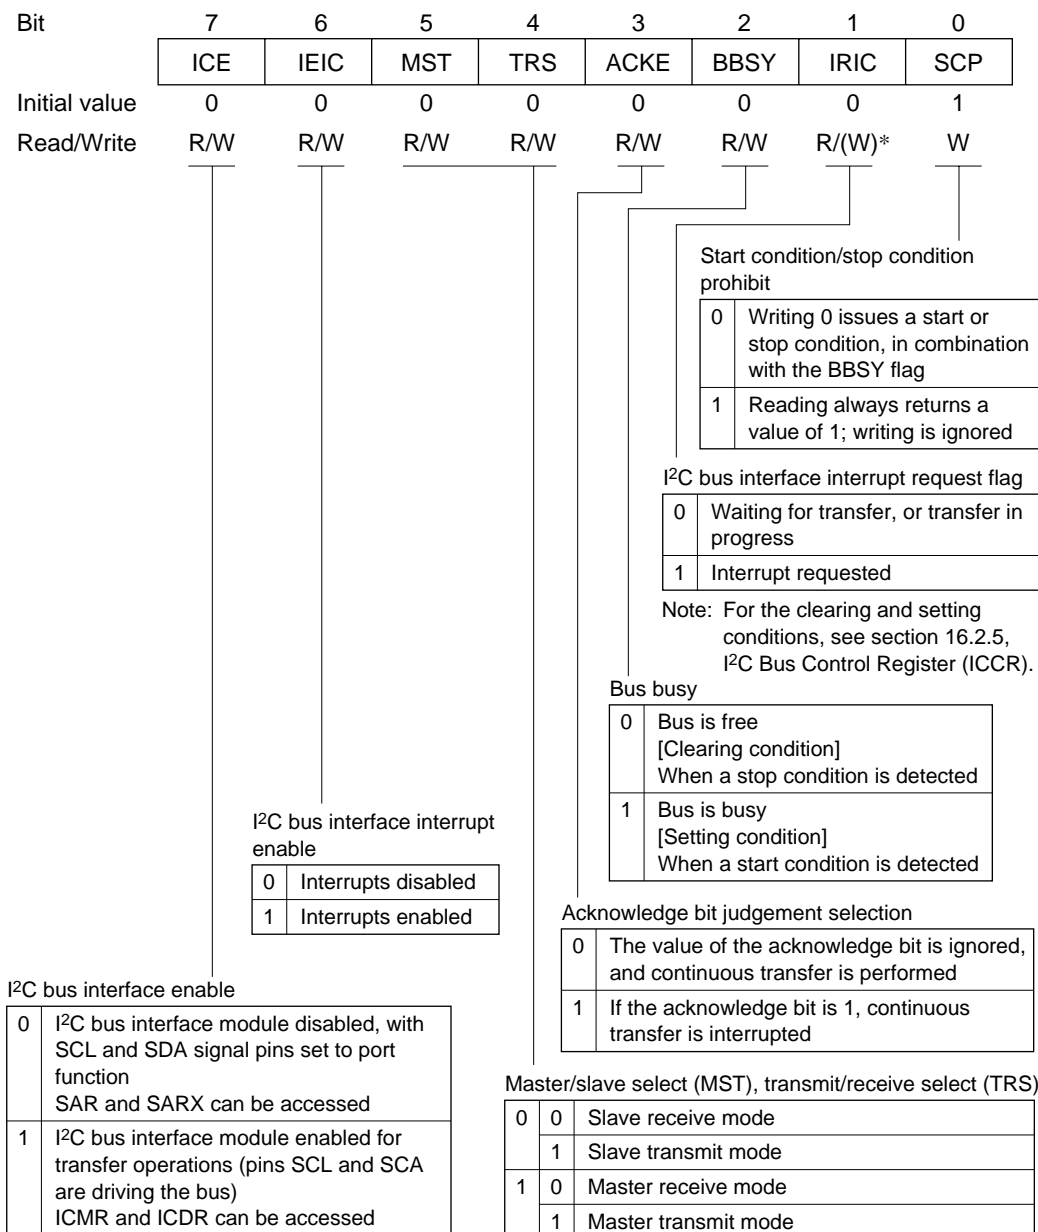 Bit 7 6 5 4 3 2 1 0
ICE IEIC MST TRS ACKE BBSY IRIC SCP
Initial value 0 0 0 0 0 0 0 1
Read/Write R/W R/W R/W R/W R/W R/W R/(W)* W
Start condition/stop condition
prohibit
0 Writing 0 issues a start or
stop condition, in combination
with the BBSY flag
1 Reading always returns a
value of 1; writing is ignored
I2C bus interface interrupt request flag
0 Waiting for transfer, or transfer in
progress
1 Interrupt requested
Note: For the clearing and setting
conditions, see section 16.2.5,
I2C Bus Control Register (ICCR).
Bus busy
0 Bus is free
[Clearing condition]
When a stop condition is detected
1 Bus is busy
[Setting condition]
When a start condition is detected
I2C bus interface interrupt
enable
0 Interrupts disabled
1 Interrupts enabled
Acknowledge bit judgement selection
0 The value of the acknowledge bit is ignored,
and continuous transfer is performed
1 If the acknowledge bit is 1, continuous
transfer is interrupted
I2C bus interface enable
0 I2C bus interface module disabled, with
SCL and SDA signal pins set to port
function
SAR and SARX can be accessed
1 I2C bus interface module enabled for
transfer operations (pins SCL and SCA
are driving the bus)
ICMR and ICDR can be accessed
Master/slave select (MST), transmit/receive select (TRS)
0 0 Slave receive mode
1 Slave transmit mode
1 0 Master receive mode
1 Master transmit mode